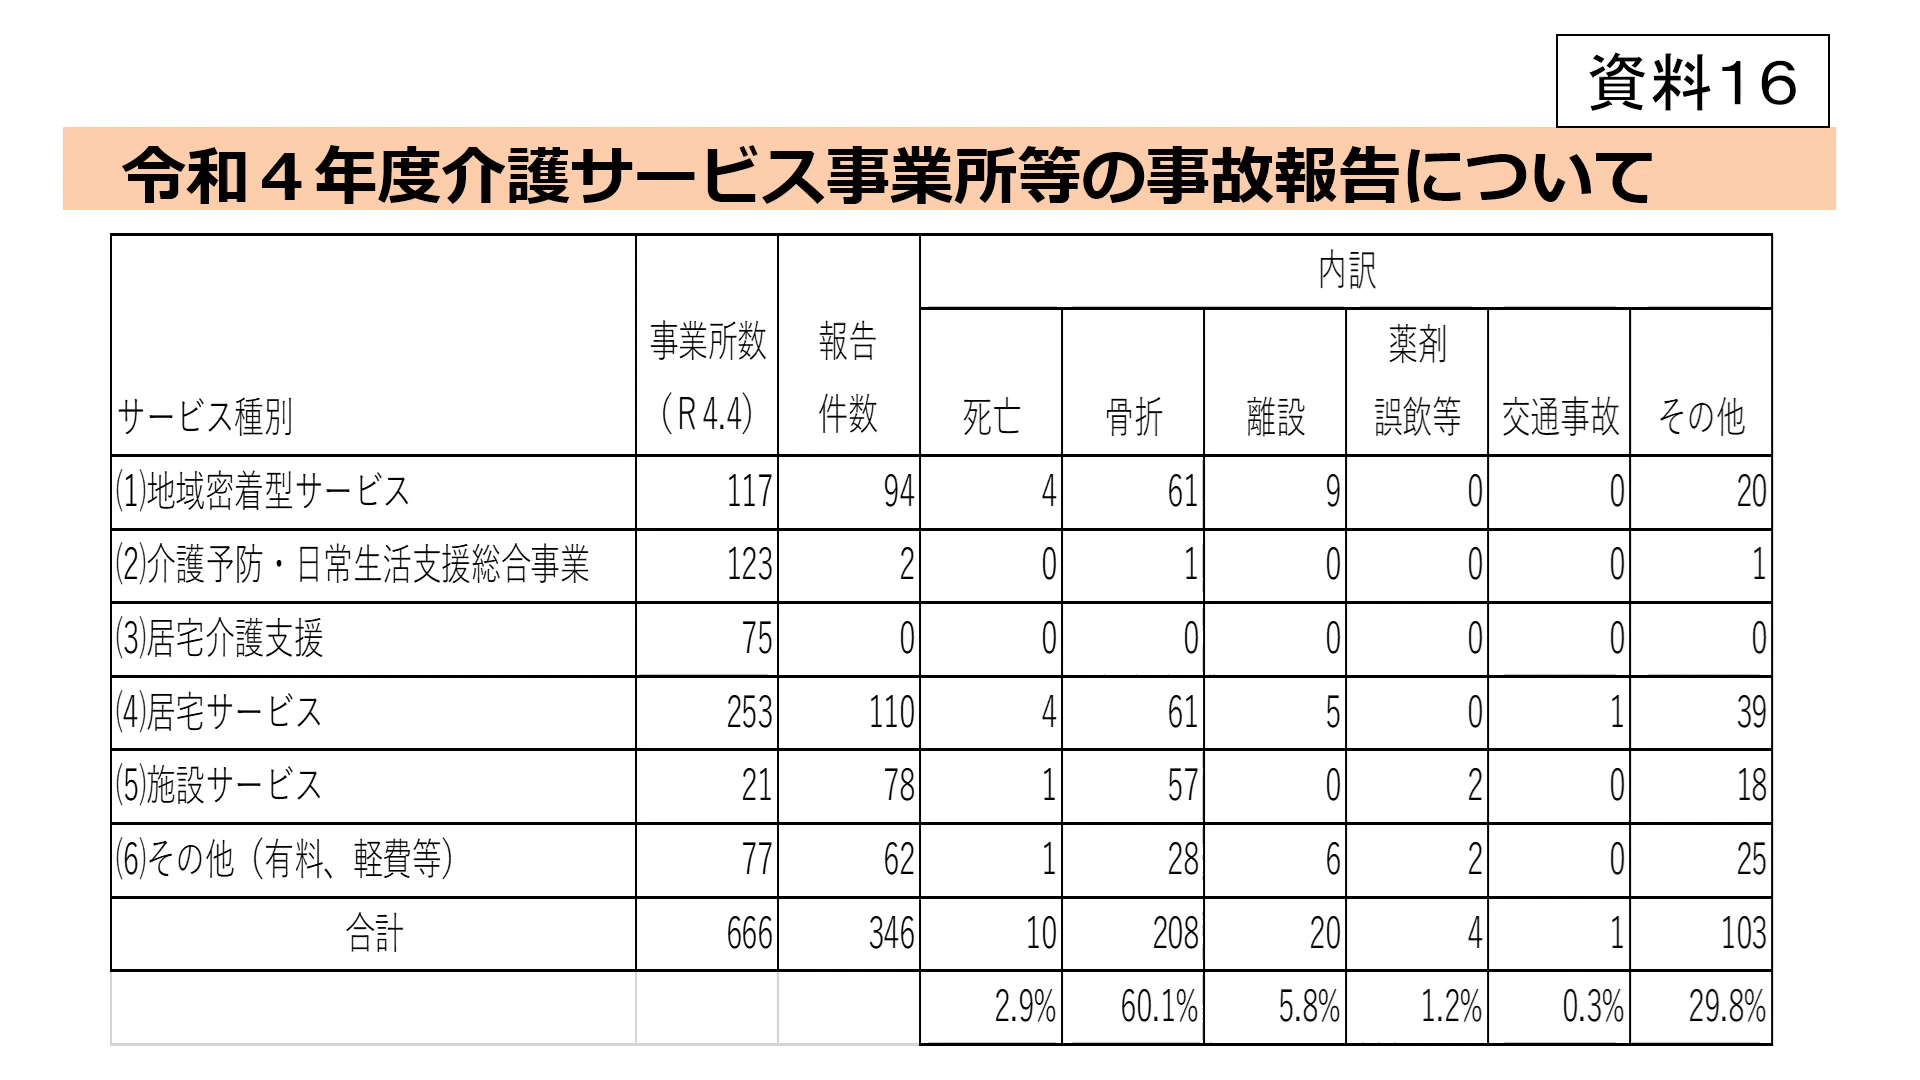 資料16
令和４年度介護サービス事業所等の事故報告について
サービス種別 事業所数（Ｒ4.4） 報告件数 内訳
死亡 骨折 離設 薬剤誤飲等 交通事故 その他
⑴地域密着型サービス 117 94 4 61 9 0 0 20
⑵介護予防・日常生活支援総合事業 123 2 0 1 0 0 0 1
⑶居宅介護支援 75 0 0 0 0 0 0 0
⑷居宅サービス 253 110 4 61 5 0 1 39
⑸施設サービス 21 78 1 57 0 2 0 18
⑹その他（有料、軽費等） 77 62 1 28 6 2 0 25
合計 666 346 10 208 20 4 1 103
2.9% 60.1% 5.8% 1.2% 0.3% 29.8%